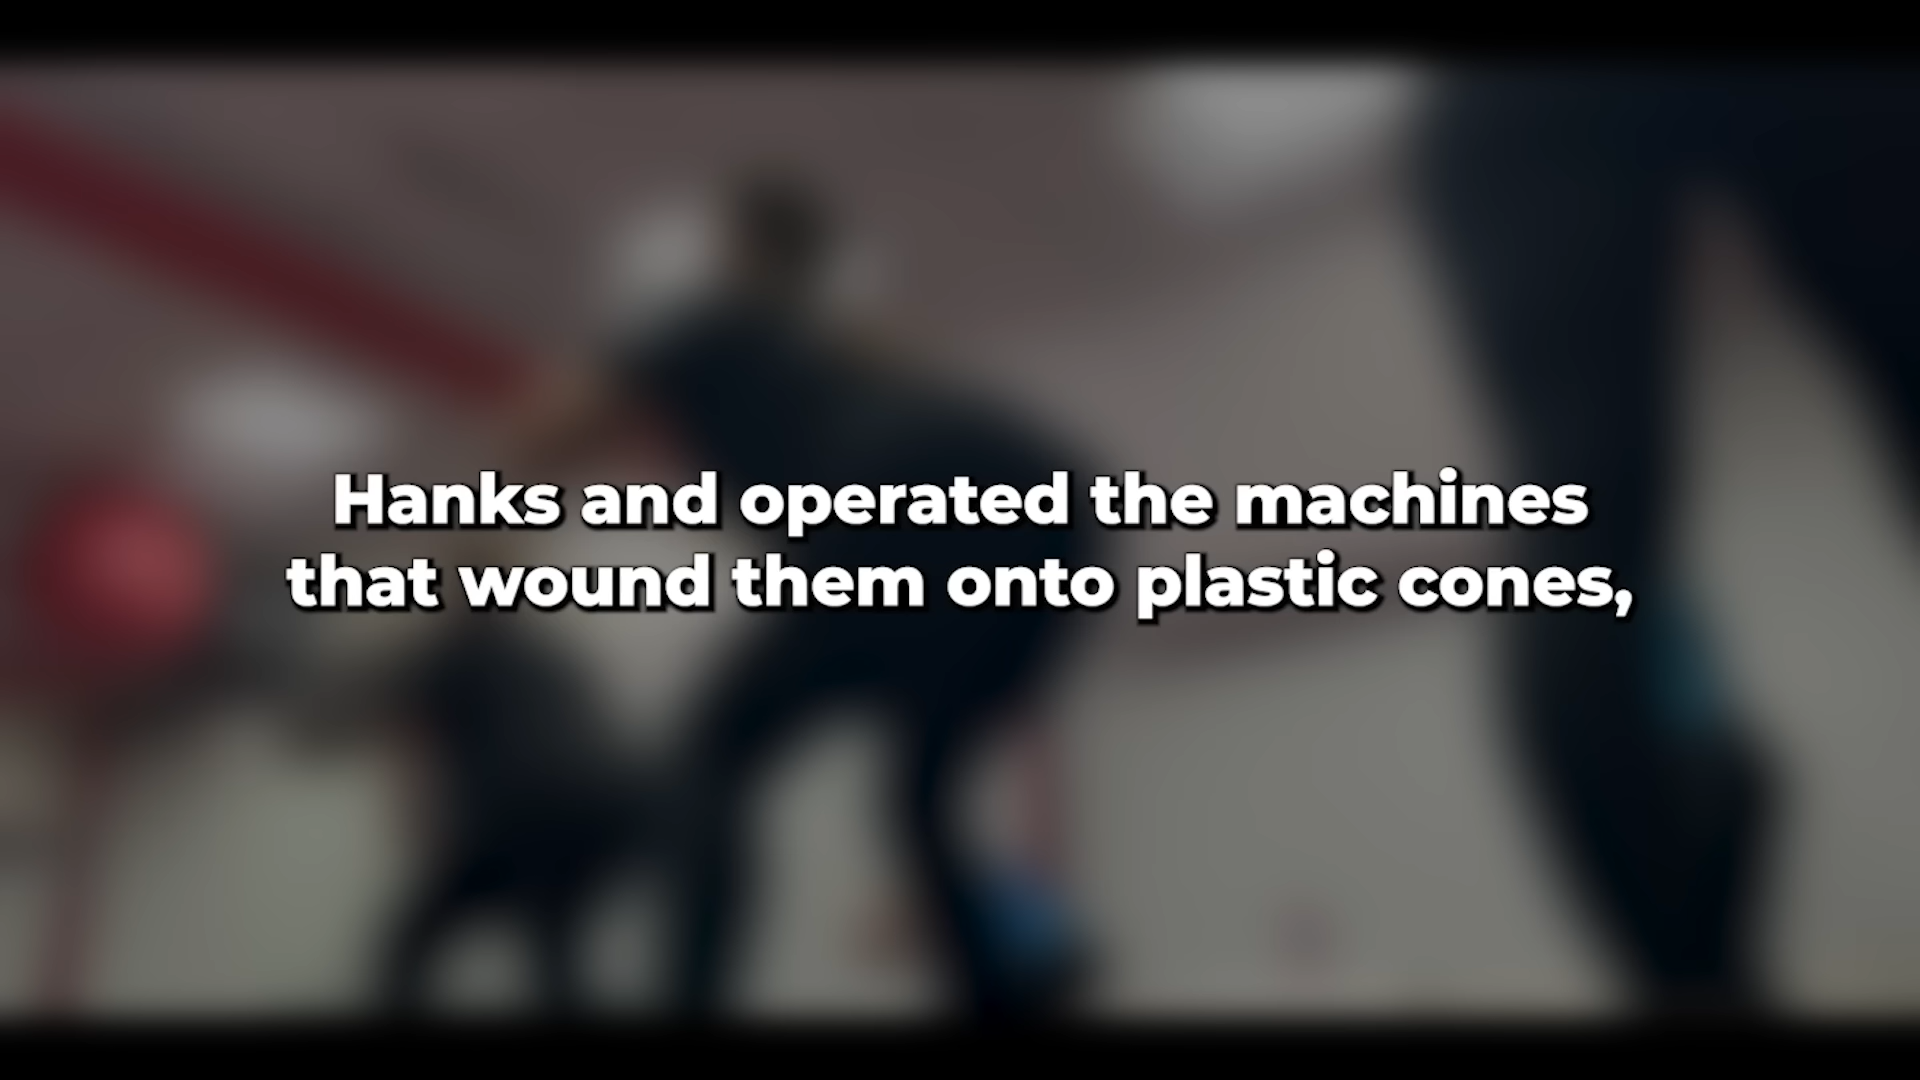 Hanks and operated the machines
that wound them onto plastic cones,